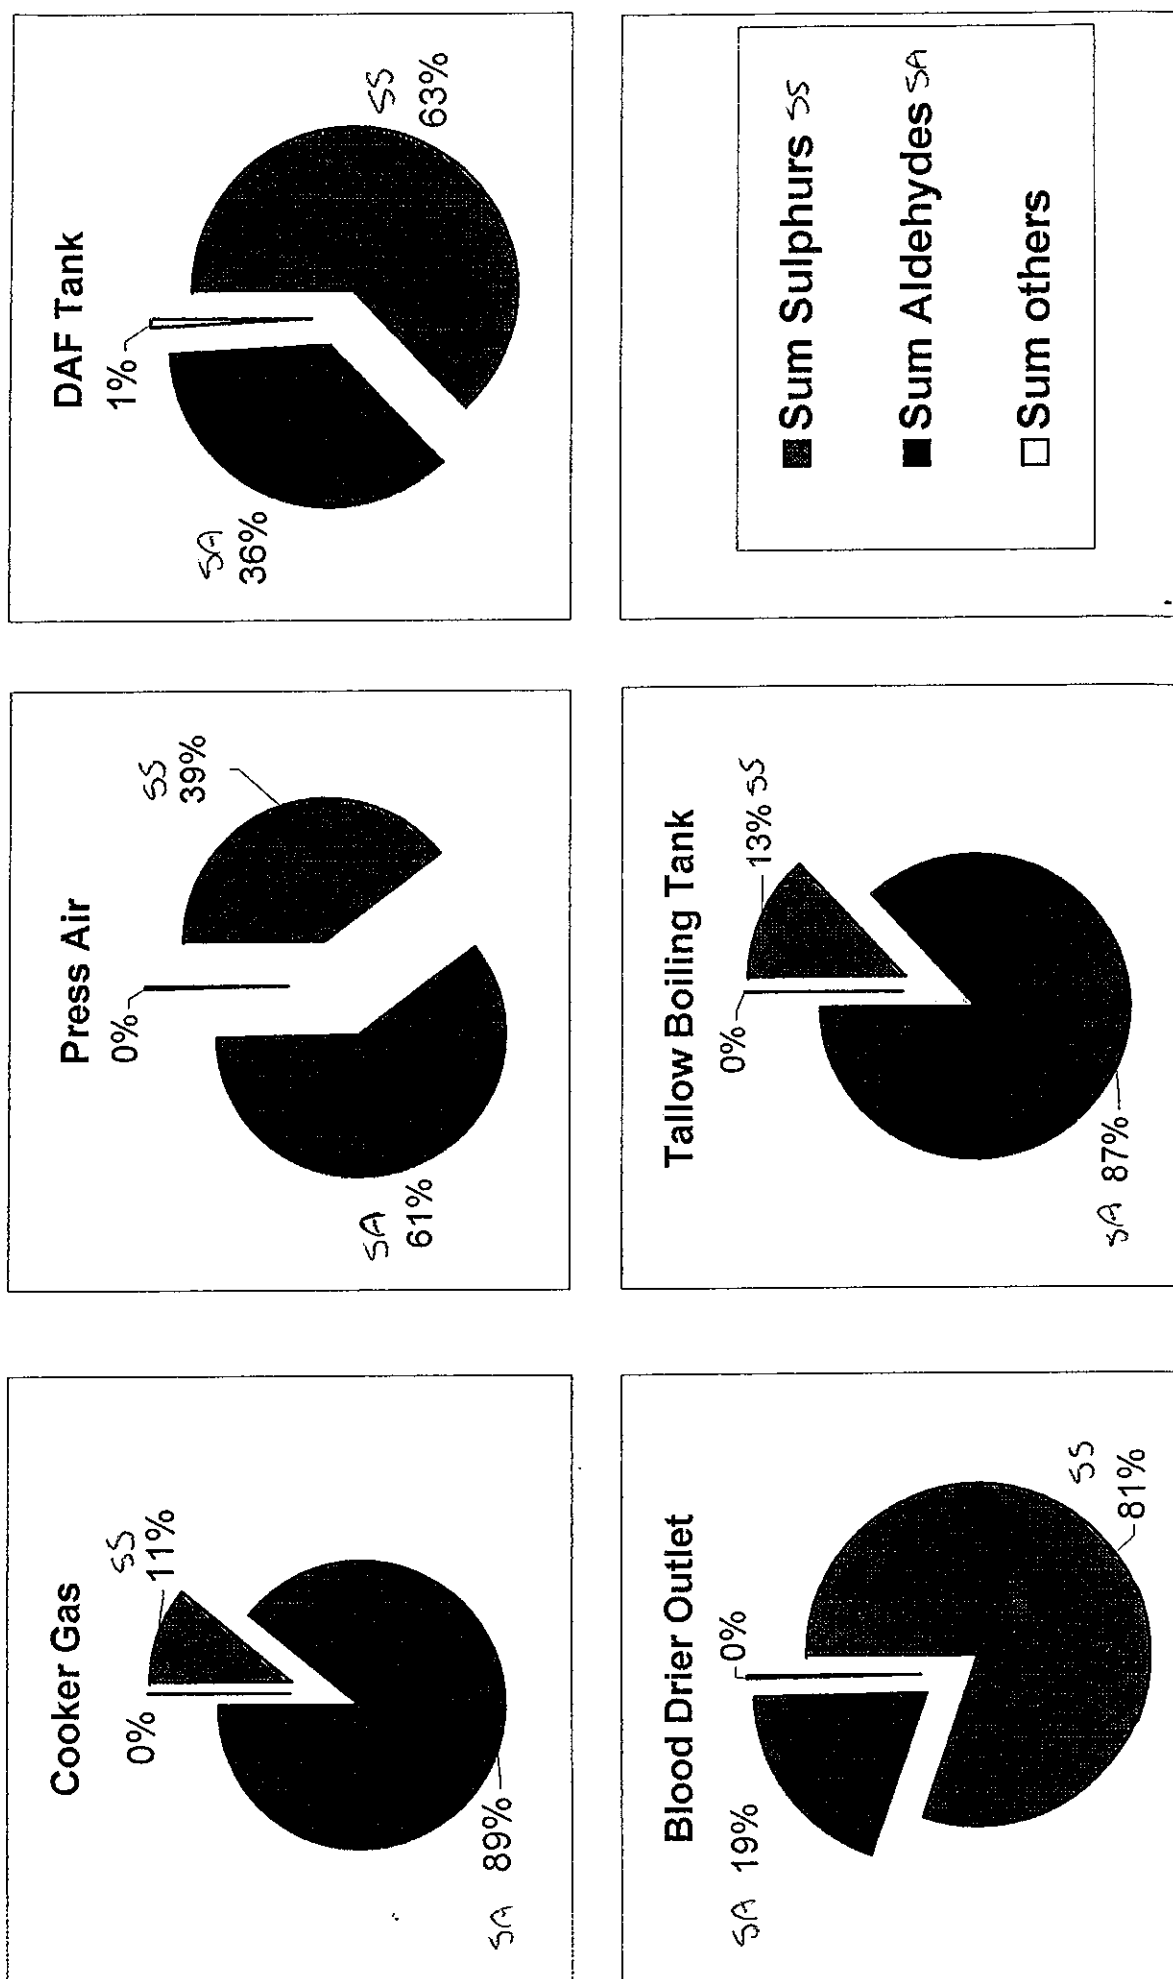 Cooker Gas
0%
SS
11%
SA 89%
Press Air
0%
SS
39%
SA
61%
DAF Tank
1%
SS
63%
SA
36%
Blood Drier Outlet
SA 19%
0%
SS
81%
Tallow Boiling Tank
0%
13% SS
SA 87%
Sum Sulphurs SS
Sum Aldehydes SA
Sum others